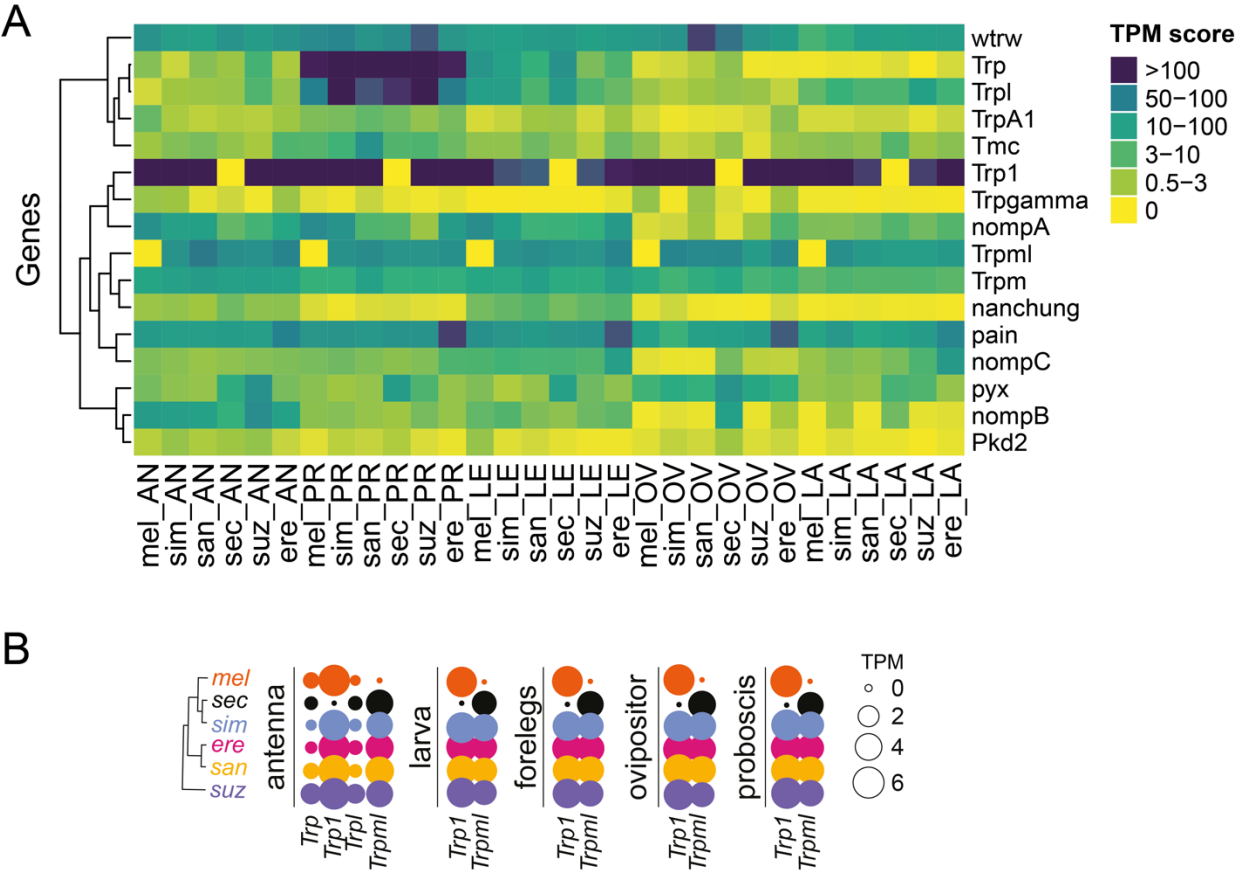 A
TPM score
>100
50−100
10−100
3−10
0.5−3
0
Genes
wtrw
Trp
Trpl
TrpA1
Tmc
Trp1
Trpgamma
nompA
Trpml
Trpm
nanchung
pain
nompC
pyx
nompB
Pkd2
mel_AN
sim_AN
san_AN
sec_AN
suz_AN
ere_AN
mel_PR
sim_PR
san_PR
sec_PR
suz_PR
ere_PR
mel_LE
sim_LE
san_LE
sec_LE
suz_LE
ere_LE
mel_OV
sim_OV
san_OV
sec_OV
suz_OV
ere_OV
mel_LA
sim_LA
san_LA
sec_LA
suz_LA
ere_LA
B
mel
sec
sim
ere
san
suz
antenna
Trp
Trp1
Trpl
Trpml
larva
Trp1
Trpml
forelegs
Trp1
Trpml
ovipositor
Trp1
Trpml
proboscis
Trp1
Trpml
TPM
0
2
4
6